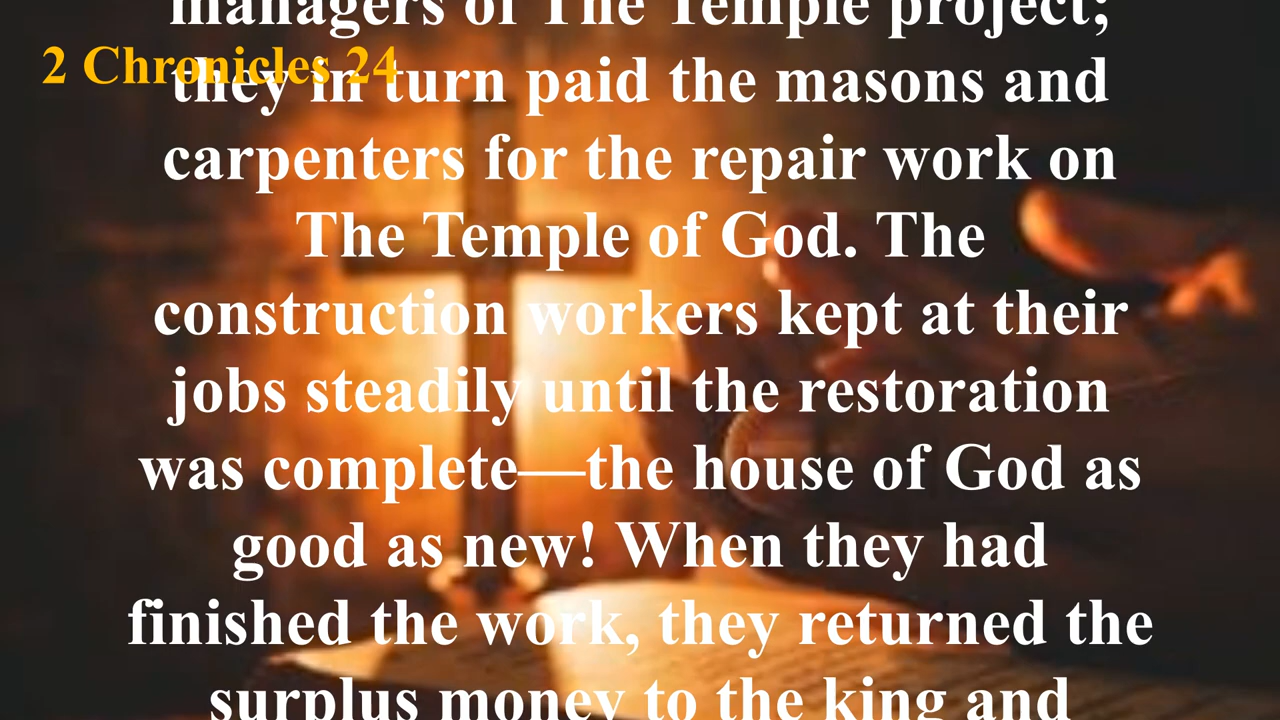 managers of The Temple project;
2 Chronicles 24
they in turn paid the masons and
carpenters for the repair work on
The Temple of God. The
construction workers kept at their
jobs steadily until the restoration
was complete—the house of God as
good as new! When they had
finished the work, they returned the
surplus money to the king and